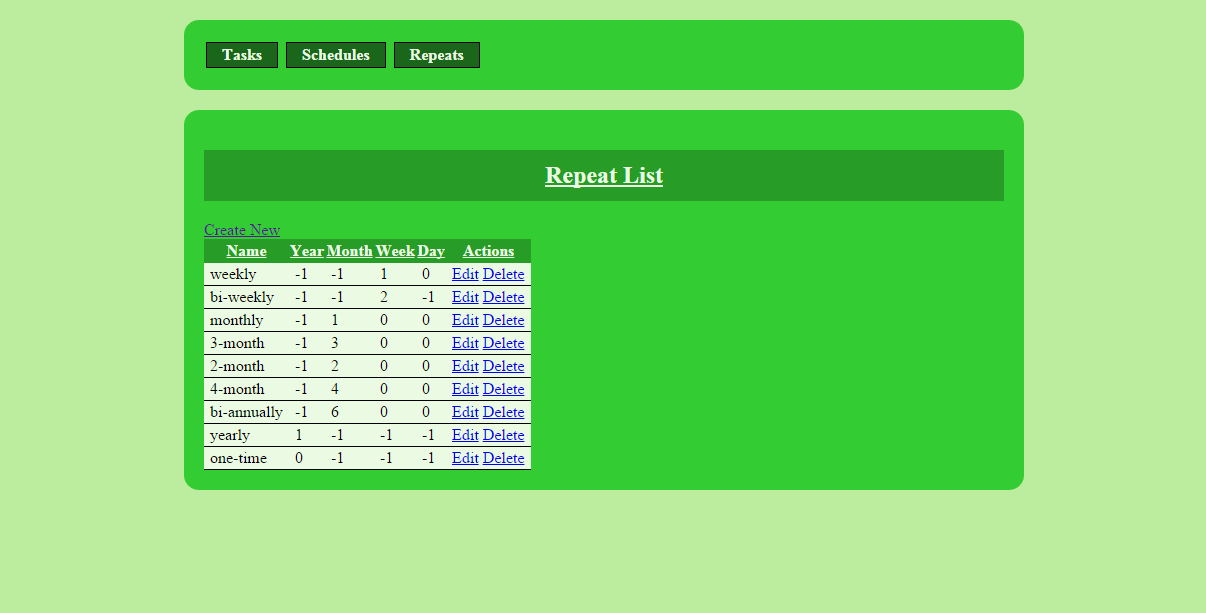 Tasks Schedules Repeats
Repeat List
Create New
Name Year Month Week Day Actions
weekly -1 -1 1 0 Edit Delete
bi-weekly -1 -1 2 -1 Edit Delete
monthly -1 1 0 0 Edit Delete
3-month -1 3 0 0 Edit Delete
2-month -1 2 0 0 Edit Delete
4-month -1 4 0 0 Edit Delete
bi-annually -1 6 0 0 Edit Delete
yearly 1 -1 -1 -1 Edit Delete
one-time 0 -1 -1 -1 Edit Delete